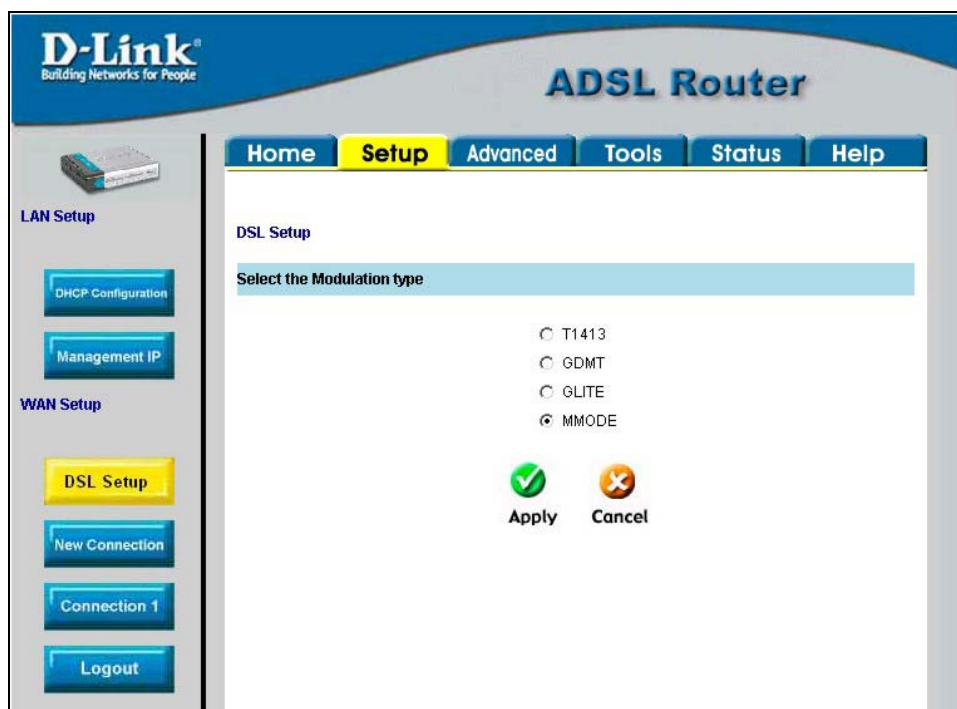 D-Link®
Building Networks for People
ADSL Router
Home Setup Advanced Tools Status Help
LAN Setup
DHCP Configuration
Management IP
WAN Setup
DSL Setup
New Connection
Connection 1
Logout
DSL Setup
Select the Modulation type
T1413
GDMT
GLITE
MMODE
Apply Cancel